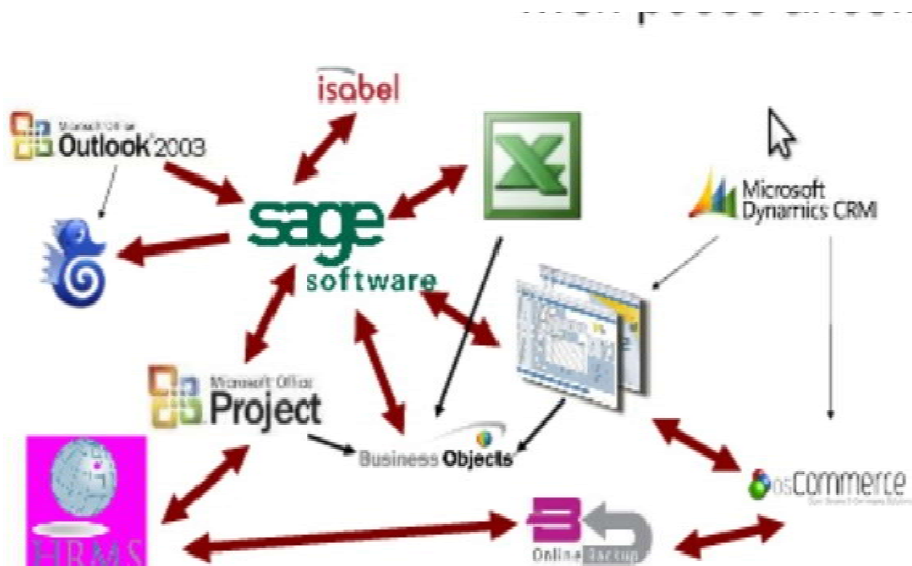 isabel
Microsoft Office
Outlook 2003
sage
software
Microsoft
Dynamics CRM
Microsoft Office
Project
Business Objects
osCommerce
HRMS
Online Backup